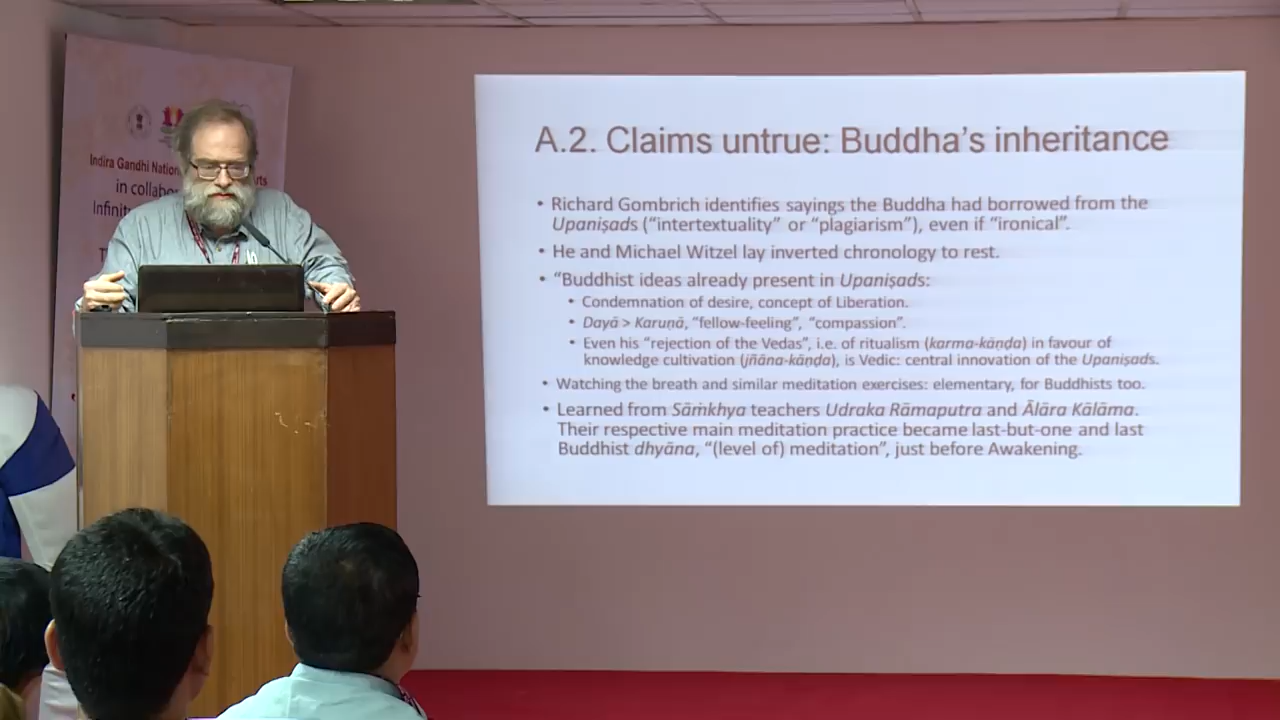 Indira Gandhi Nation
rts
in collabo
Infinit
A.2. Claims untrue: Buddha's inheritance
• Richard Gombrich identifies sayings the Buddha had borrowed from the
Upaniṣads ("intertextuality" or "plagiarism"), even if "ironical".
• He and Michael Witzel lay inverted chronology to rest.
• "Buddhist ideas already present in Upaniṣads:
• Condemnation of desire, concept of Liberation.
• Dayā > Karuṇā, "fellow-feeling", "compassion".
• Even his "rejection of the Vedas", i.e. of ritualism (karma-kāṇḍa) in favour of
knowledge cultivation (jñāna-kāṇḍa), is Vedic: central innovation of the Upaniṣads.
• Watching the breath and similar meditation exercises: elementary, for Buddhists too.
• Learned from Sāṁkhya teachers Udraka Rāmaputra and Ālāra Kālāma.
Their respective main meditation practice became last-but-one and last
Buddhist dhyāna, "(level of) meditation", just before Awakening.